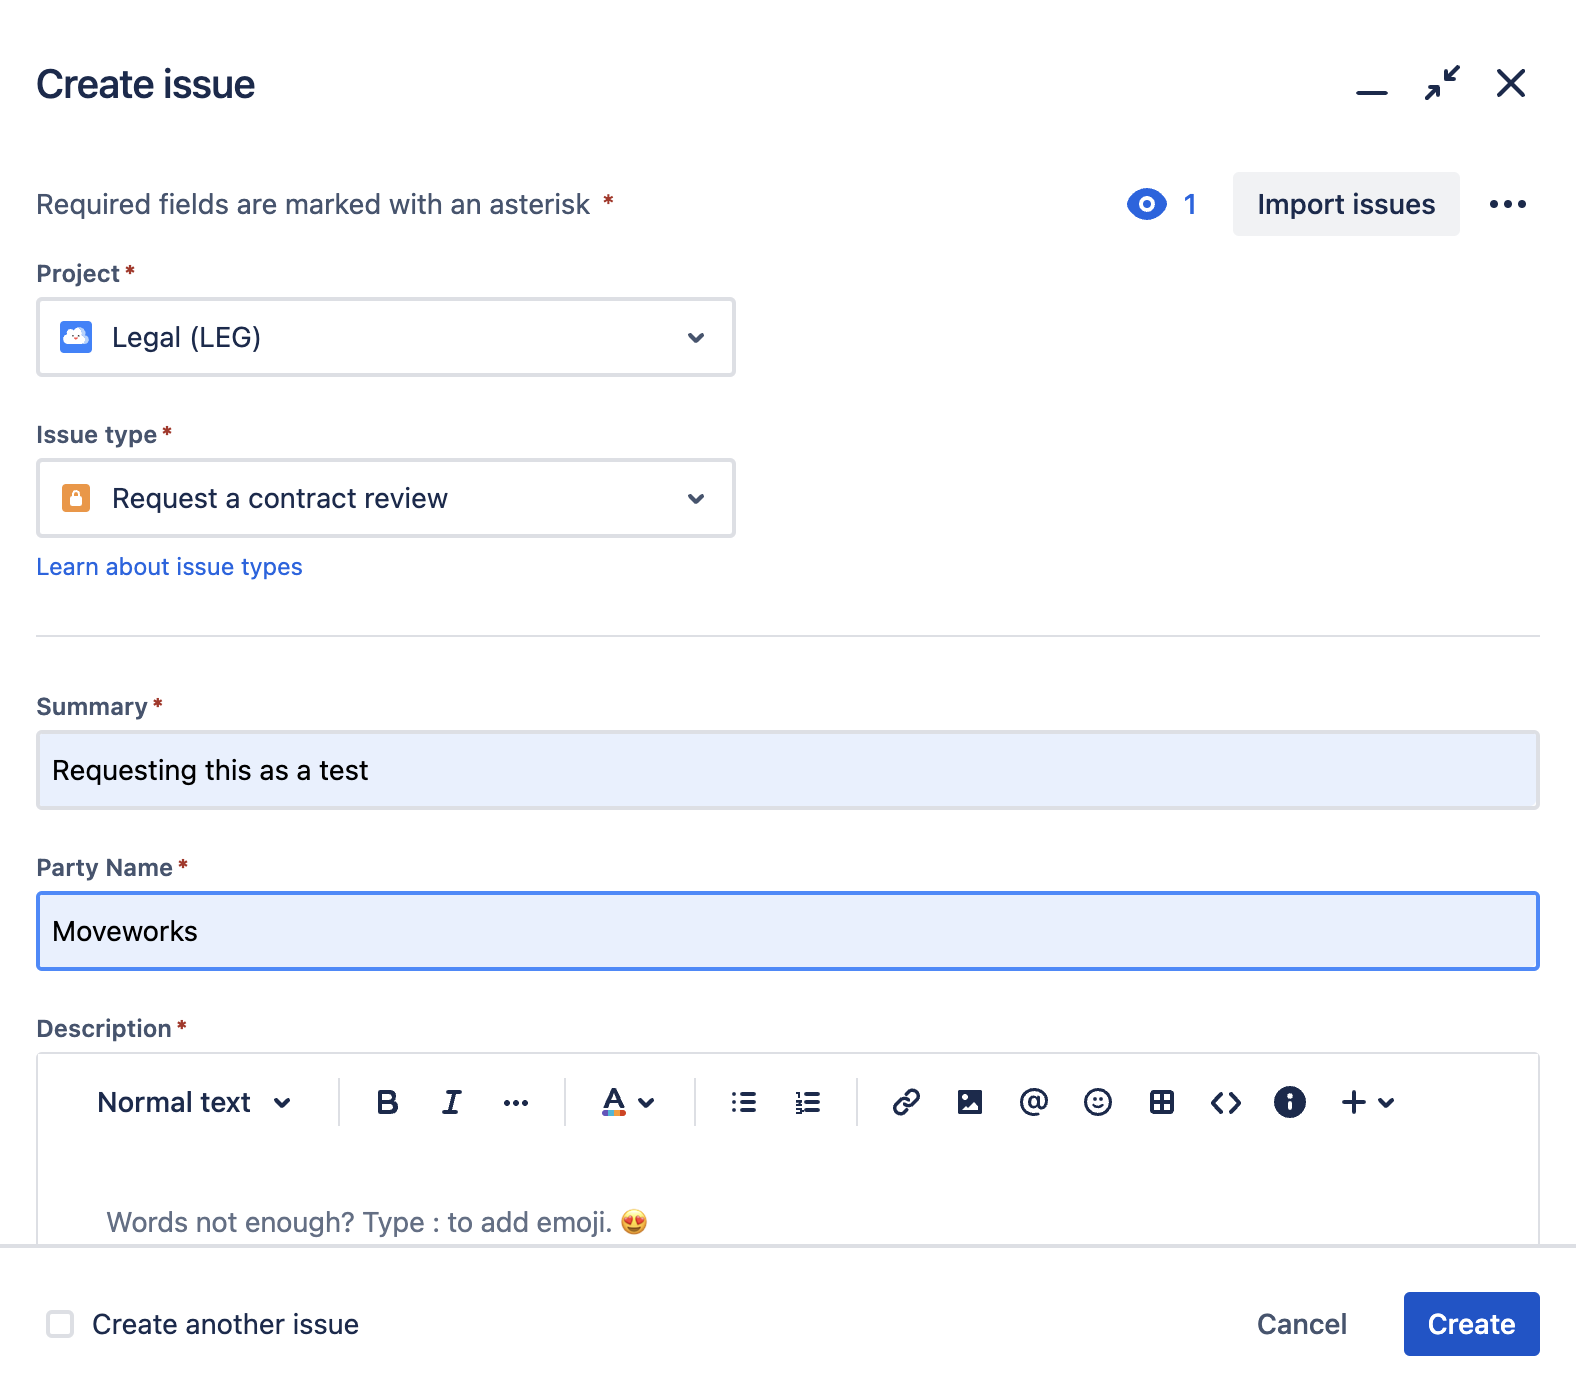 Create issue
Required fields are marked with an asterisk *
1
Import issues
Project *
Legal (LEG)
Issue type *
Request a contract review
Learn about issue types
Summary *
Requesting this as a test
Party Name *
Moveworks
Description *
Normal text B I A @
Words not enough? Type : to add emoji. 😍
Create another issue
Cancel
Create